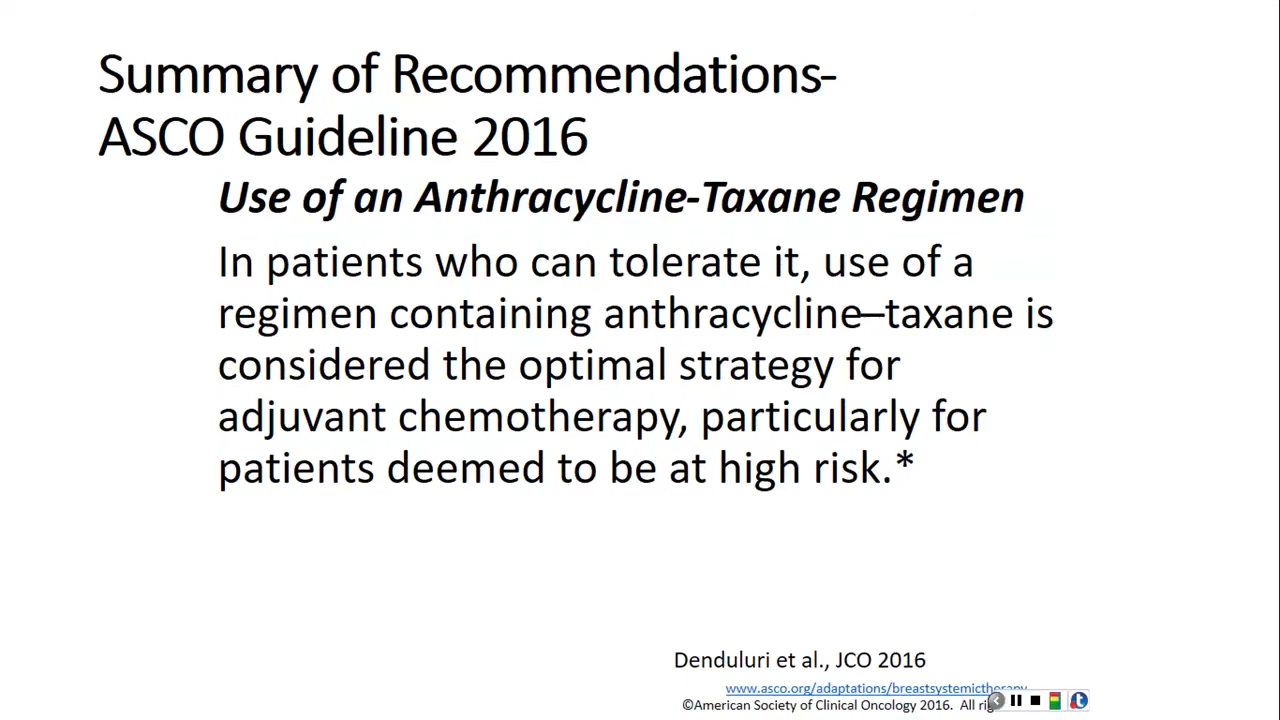 Summary of Recommendations-
ASCO Guideline 2016
Use of an Anthracycline-Taxane Regimen
In patients who can tolerate it, use of a
regimen containing anthracycline–taxane is
considered the optimal strategy for
adjuvant chemotherapy, particularly for
patients deemed to be at high risk.*
Denduluri et al., JCO 2016
www.asco.org/adaptations/breastsystemictherapy
©American Society of Clinical Oncology 2016. All